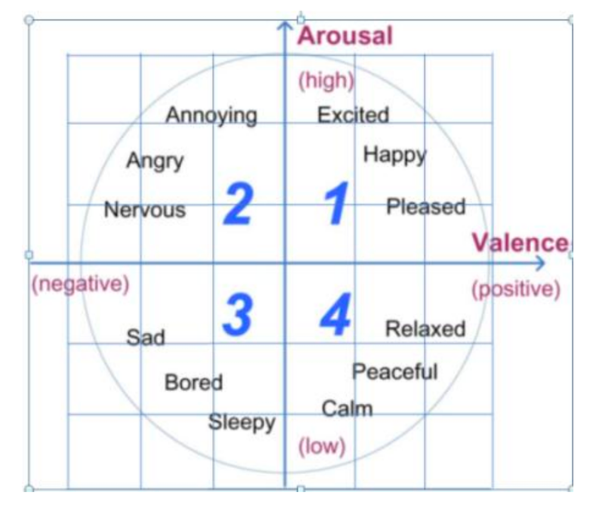 Arousal
(high)
Annoying Excited
Angry Happy
Nervous 2 1 Pleased
Valence
(negative) (positive)
3 4
Sad Relaxed
Bored Peaceful
Sleepy Calm
(low)